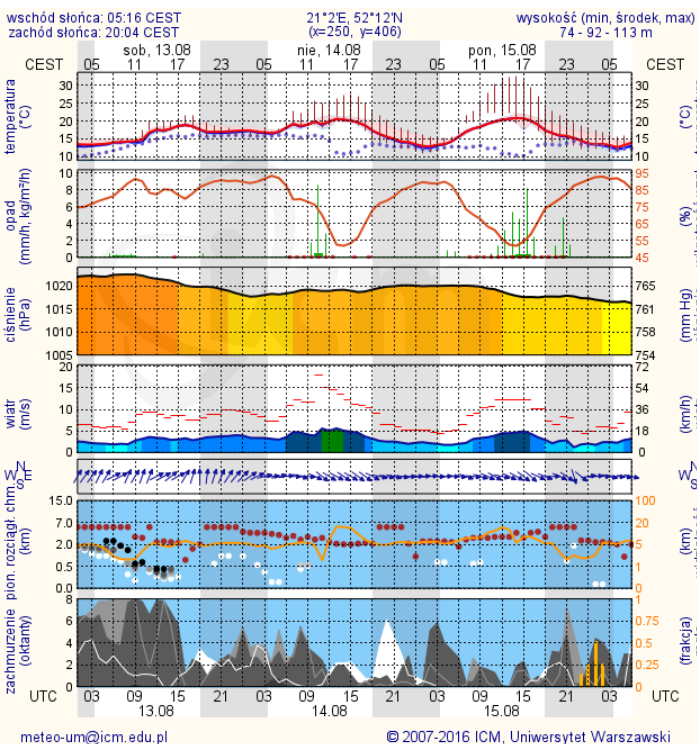 wschód słońca: 05:16 CEST 21°2'E, 52°12'N wysokość (min, środek, max)
zachód słońca: 20:04 CEST (x=250, y=406) 74 - 92 - 113 m
sob, 13.08 nie, 14.08 pon, 15.08
CEST 05 11 17 23 05 11 17 23 05 11 17 23 05 CEST
temperatura
(°C)
30 30
25 25
20 20
15 15
10 10
(°C)
opad
(mm/h, kg/m²/h)
10 95
8 85
6 75
4 65
2 55
0 45
(%)
ciśnienie
(hPa)
1020 765
1015 761
1010 758
1005 754
(mm Hg)
wiatr
(m/s)
20 72
15 54
10 36
5 18
0 0
(km/h)
N
W E
S
N
W
S
pion. rozciągł. chm.
(km)
15.0 100
7.0 20
2.0 5
0.5 1
0.0 0
(km)
zachmurzenie
(oktanty)
8 1
6 0.75
4 0.5
2 0.25
0 0
(frakcja)
UTC 03 09 15 21 03 09 15 21 03 09 15 21 03 UTC
13.08 14.08 15.08
meteo-um@icm.edu.pl © 2007-2016 ICM, Uniwersytet Warszawski